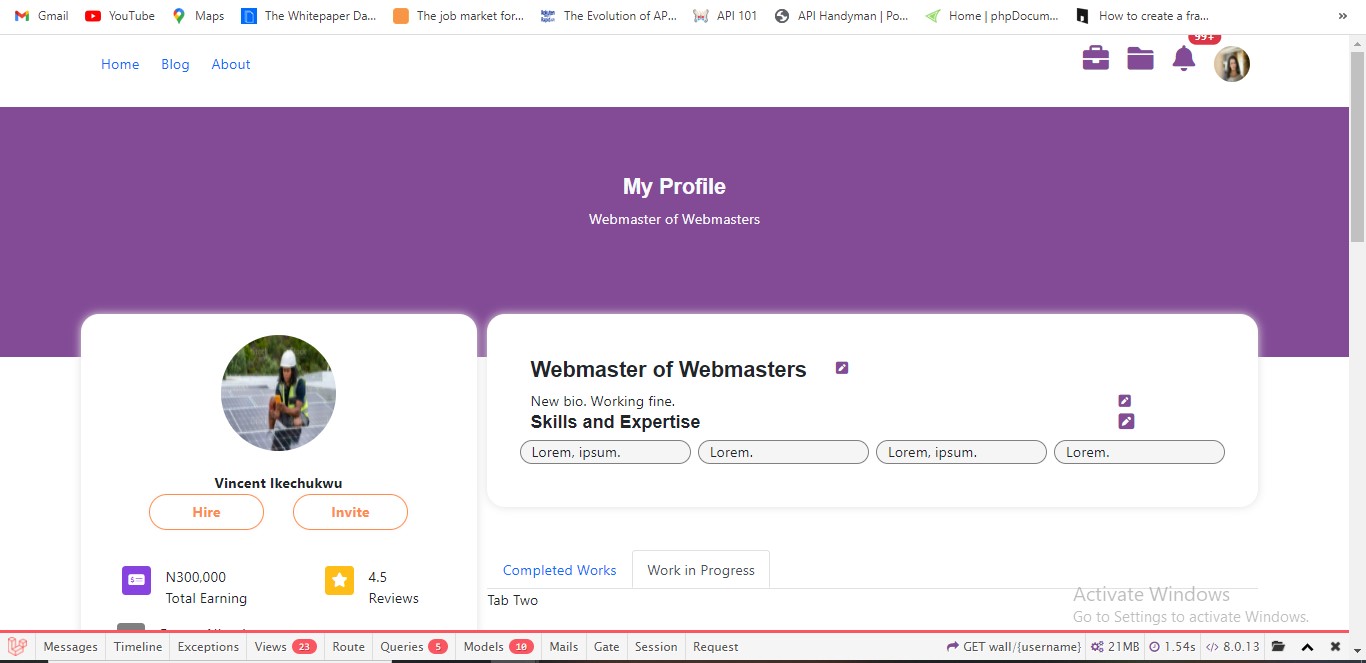 Gmail YouTube Maps The Whitepaper Da... The job market for... The Evolution of AP... API 101 API Handyman | Po... Home | phpDocum... How to create a fra... »
Home Blog About 99+
My Profile
Webmaster of Webmasters
Webmaster of Webmasters
New bio. Working fine.
Skills and Expertise
Lorem, ipsum. Lorem. Lorem, ipsum. Lorem.
Vincent Ikechukwu
Hire Invite
N300,000
Total Earning
4.5
Reviews
Completed Works Work in Progress
Tab Two
Activate Windows
Go to Settings to activate Windows.
Messages Timeline Exceptions Views 23 Route Queries 5 Models 10 Mails Gate Session Request GET wall/{username} 21MB 1.54s 8.0.13